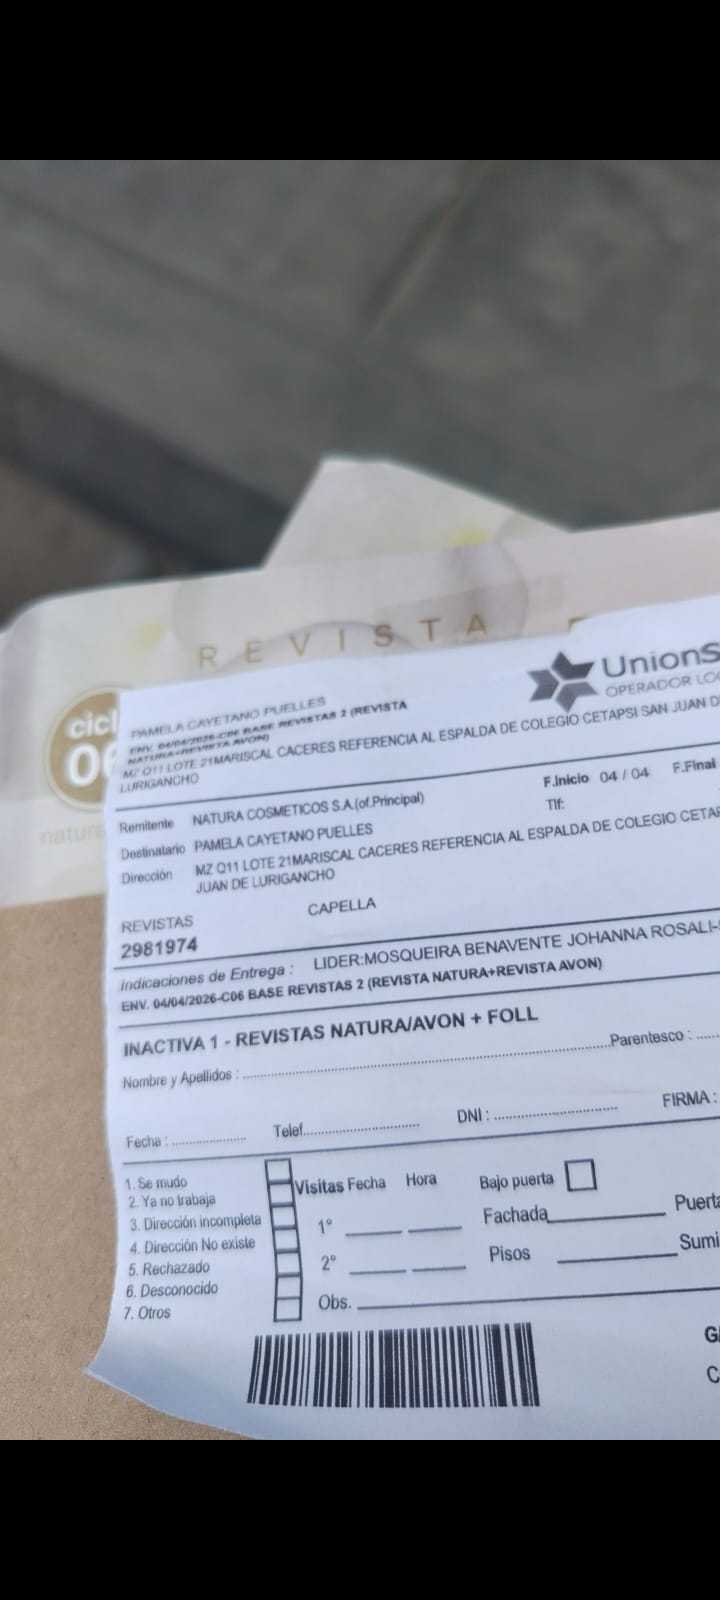 REVISTA
cicl
06
natura
UnionS
OPERADOR LOG
PAMELA CAYETANO PUELLES
ENV. 04/04/2026-C06 BASE REVISTAS 2 (REVISTA
NATURA+REVISTA AVON)
MZ O11 LOTE 21MARISCAL CACERES REFERENCIA AL ESPALDA DE COLEGIO CETAPSI SAN JUAN D
LURIGANCHO
F.Inicio 04 / 04 F.Final
Remitente NATURA COSMETICOS S.A.(of.Principal)
Tlf:
Destinatario PAMELA CAYETANO PUELLES
Dirección MZ O11 LOTE 21MARISCAL CACERES REFERENCIA AL ESPALDA DE COLEGIO CETAP
JUAN DE LURIGANCHO
REVISTAS CAPELLA
2981974
Indicaciones de Entrega : LIDER:MOSQUEIRA BENAVENTE JOHANNA ROSALI-
ENV. 04/04/2026-C06 BASE REVISTAS 2 (REVISTA NATURA+REVISTA AVON)
INACTIVA 1 - REVISTAS NATURA/AVON + FOLL
Nombre y Apellidos : Parentesco :
Fecha : Telef. DNI : FIRMA :
1. Se mudo
2. Ya no trabaja
3. Dirección incompleta
4. Dirección No existe
5. Rechazado
6. Desconocido
7. Otros
Visitas Fecha Hora Bajo puerta
1° Fachada Puerta
2° Pisos Sumi
Obs.